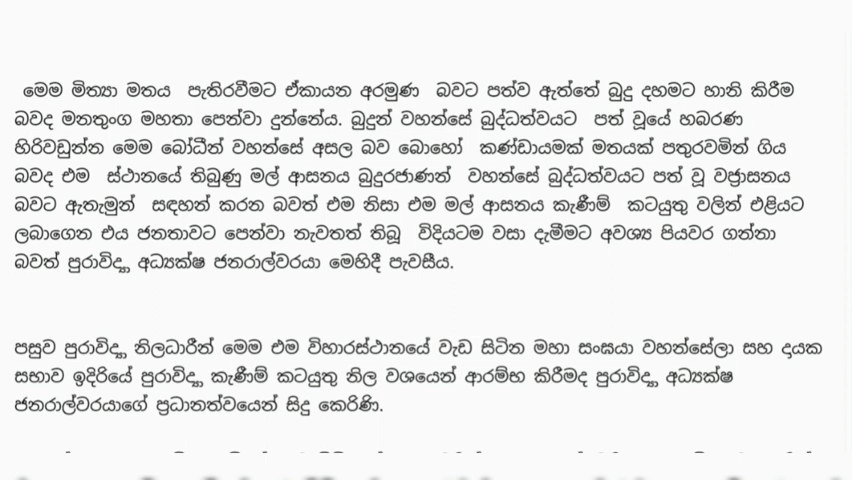 මෙම මිත්‍යා මතය පැතිරවීමට ඒකායන අරමුණ බවට පත්ව ඇත්තේ බුදු දහමට හානි කිරීම
බවද මනතුංග මහතා පෙන්වා දුන්නේය. බුදුන් වහන්සේ බුද්ධත්වයට පත් වූයේ හබරණ
හිරිවඩුන්න මෙම බෝධීන් වහන්සේ අසල බව බොහෝ කණ්ඩායමක් මතයක් පතුරවමින් ගිය
බවද එම ස්ථානයේ තිබුණු මල් ආසනය බුදුරජාණන් වහන්සේ බුද්ධත්වයට පත් වූ වජ්‍රාසනය
බවට ඇතැමුන් සඳහන් කරන බවත් එම නිසා එම මල් ආසනය කැණීම් කටයුතු වලින් එළියට
ලබාගෙන එය ජනතාවට පෙන්වා නැවතත් තිබූ විදියටම වසා දැමීමට අවශ්‍ය පියවර ගන්නා
බවත් පුරාවිද්‍යා අධ්‍යක්ෂ ජනරාල්වරයා මෙහිදී පැවසීය.
පසුව පුරාවිද්‍යා නිලධාරීන් මෙම එම විහාරස්ථානයේ වැඩ සිටින මහා සංඝයා වහන්සේලා සහ දායක
සභාව ඉදිරියේ පුරාවිද්‍යා කැණීම් කටයුතු නිල වශයෙන් ආරම්භ කිරීමද පුරාවිද්‍යා අධ්‍යක්ෂ
ජනරාල්වරයාගේ ප්‍රධානත්වයෙන් සිදු කෙරිණි.